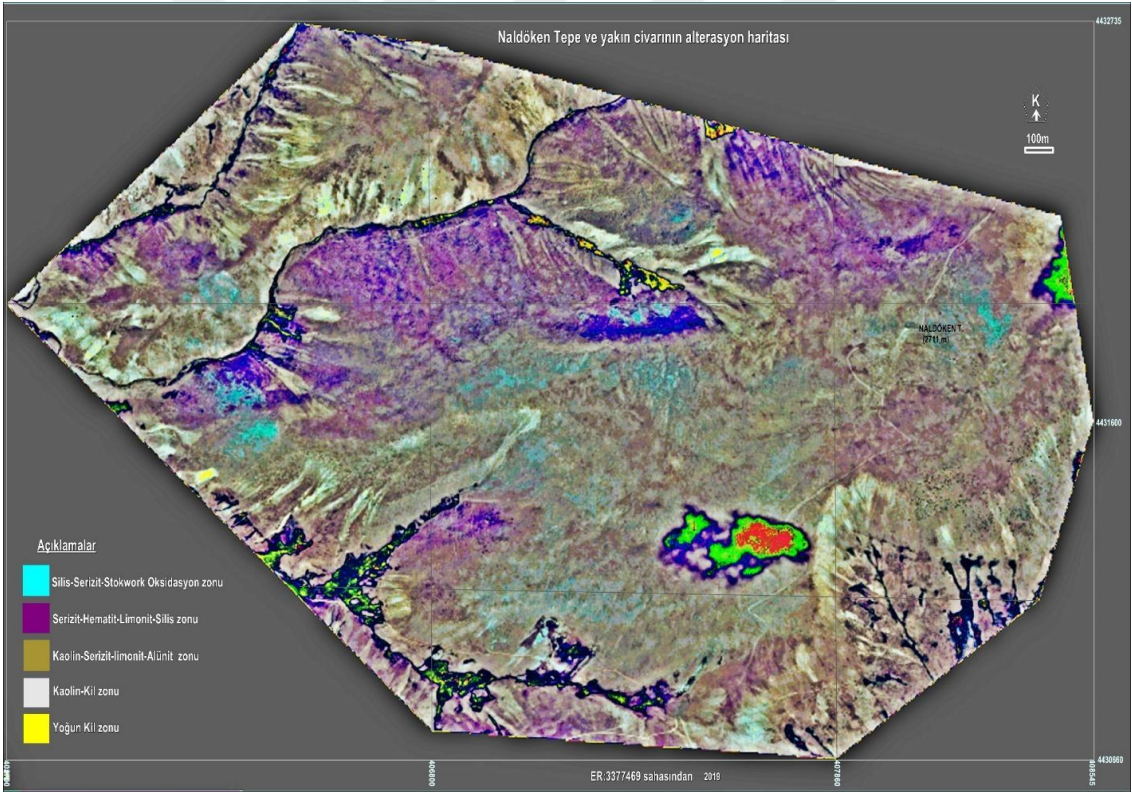 Naldöken Tepe ve yakın civarının alterasyon haritası
4432735
K
100m
NALDÖKEN T.
(2711 m)
4431600
Açıklamalar
Silis-Serizit-Stokwork Oksidasyon zonu
Serizit-Hematit-Limonit-Silis zonu
Kaolin-Serizit-limonit-Alünit zonu
Kaolin-Kil zonu
Yoğun Kil zonu
4430660
406800
407860
408545
ER:3377469 sahasından 2019